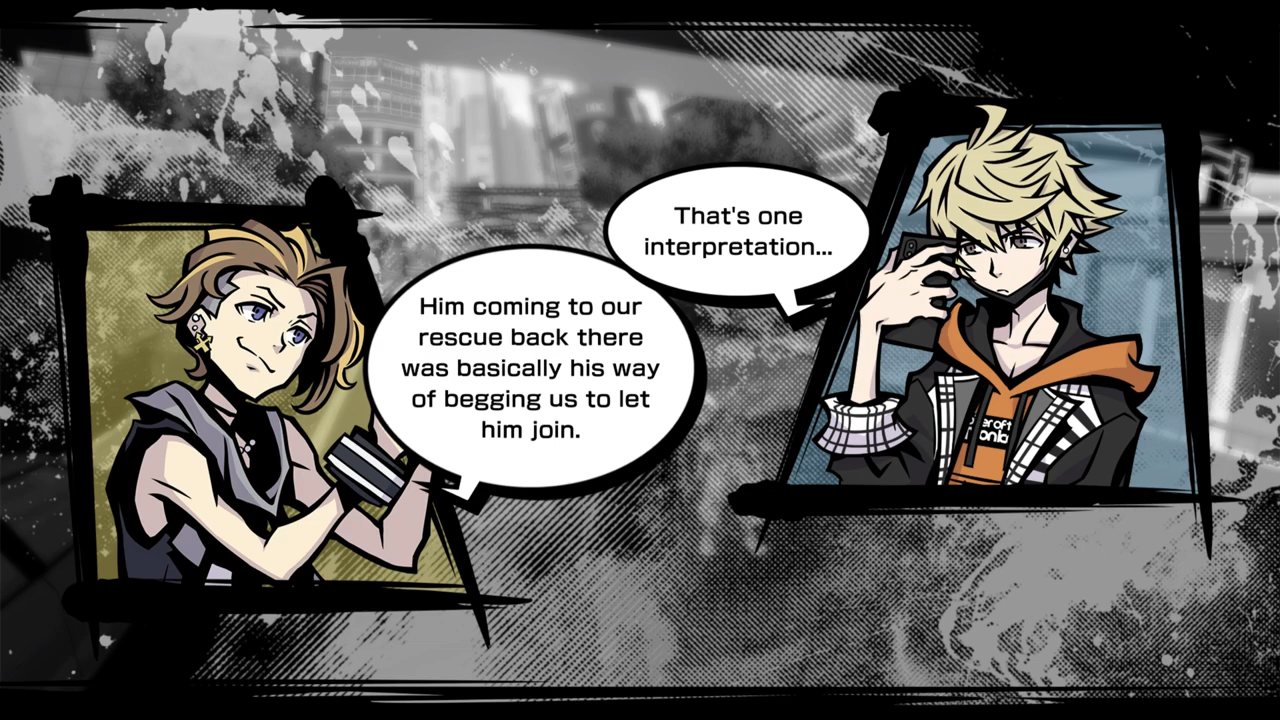 Him coming to our
rescue back there
was basically his way
of begging us to let
him join.
That's one
interpretation...